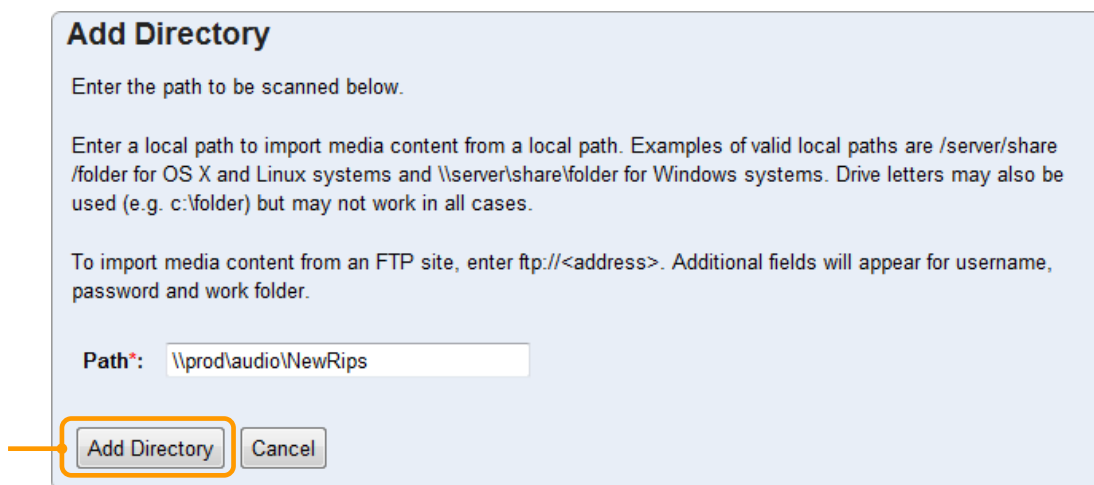 Add Directory
Enter the path to be scanned below.
Enter a local path to import media content from a local path. Examples of valid local paths are /server/share
/folder for OS X and Linux systems and \\server\share\folder for Windows systems. Drive letters may also be
used (e.g. c:\folder) but may not work in all cases.
To import media content from an FTP site, enter ftp://<address>. Additional fields will appear for username,
password and work folder.
Path*: \\prod\audio\NewRips
Add Directory Cancel